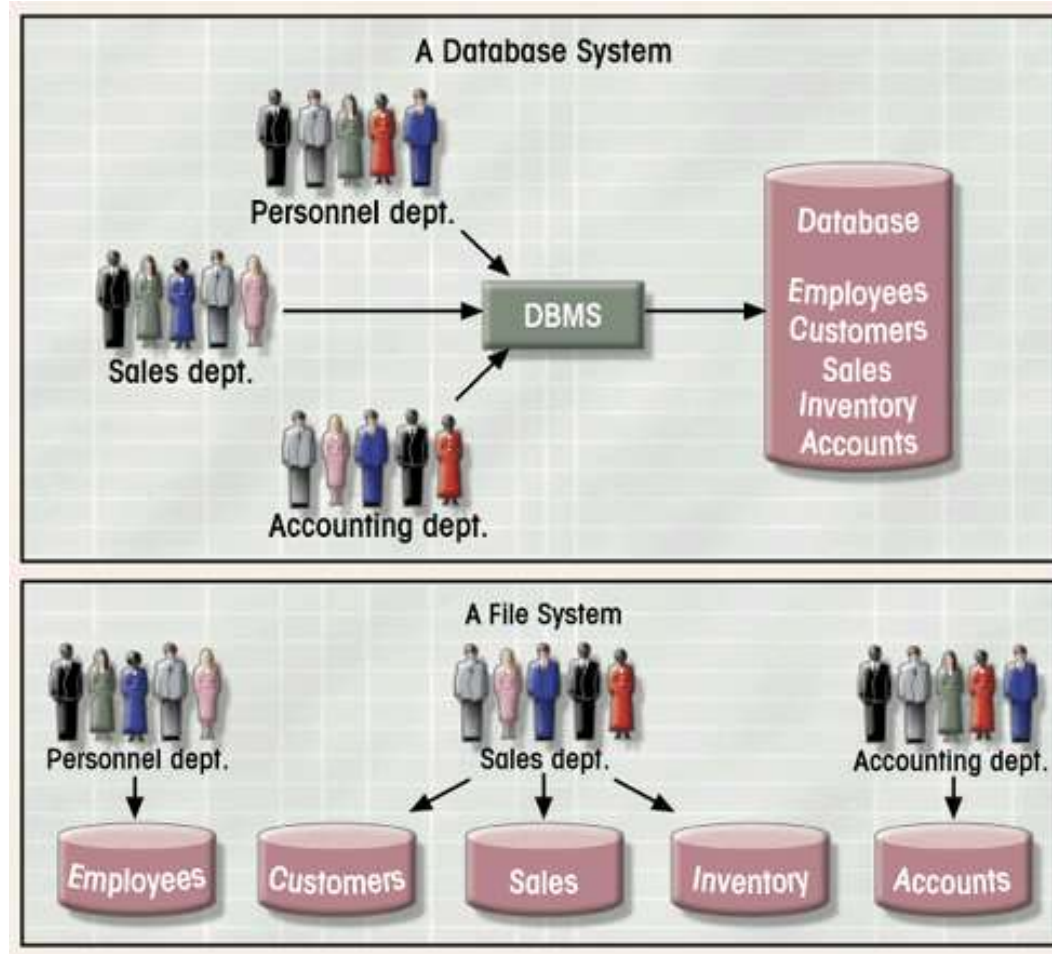 A Database System
Personnel dept.
Sales dept.
Accounting dept.
DBMS
Database
Employees
Customers
Sales
Inventory
Accounts
A File System
Personnel dept.
Sales dept.
Accounting dept.
Employees
Customers
Sales
Inventory
Accounts